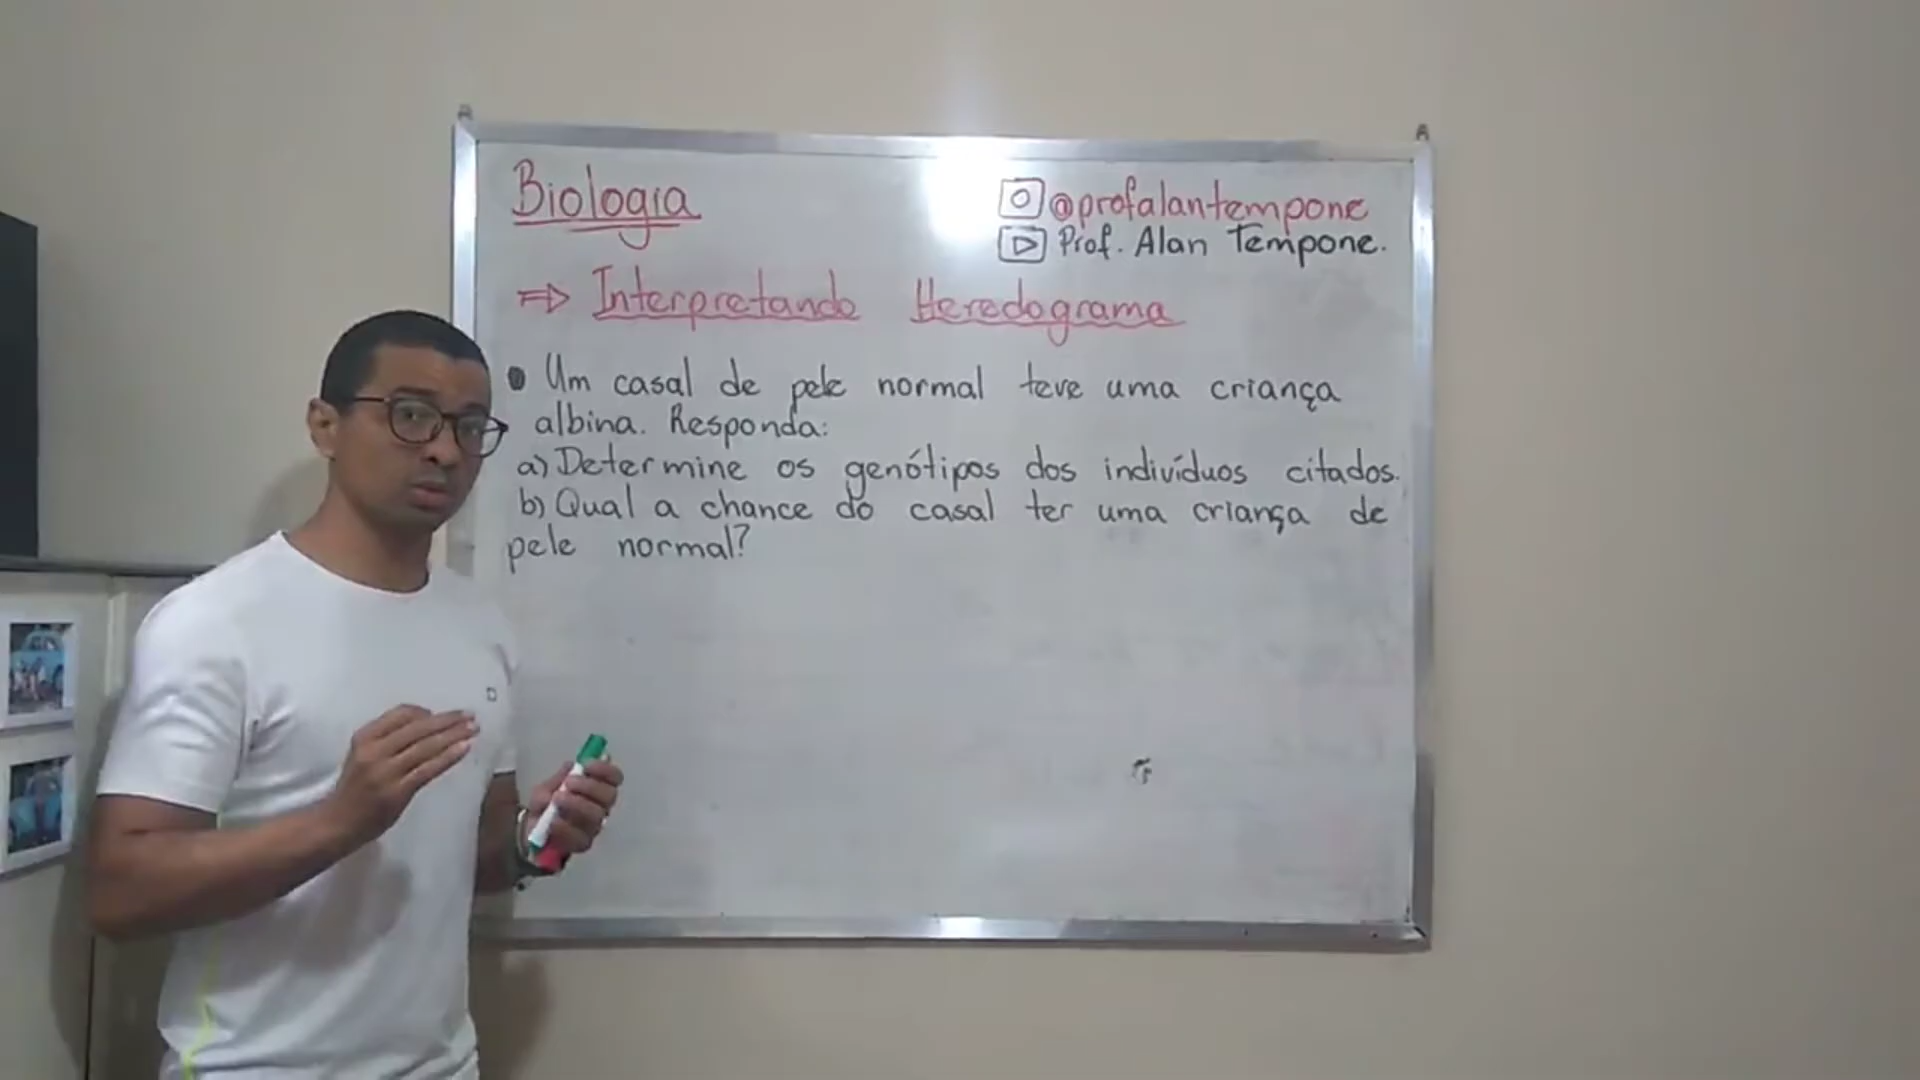 Biologia
@profalantempone
Prof. Alan Tempone.
⇒ Interpretando Heredograma
• Um casal de pele normal teve uma criança
albina. Responda:
a) Determine os genótipos dos indivíduos citados.
b) Qual a chance do casal ter uma criança de
pele normal?